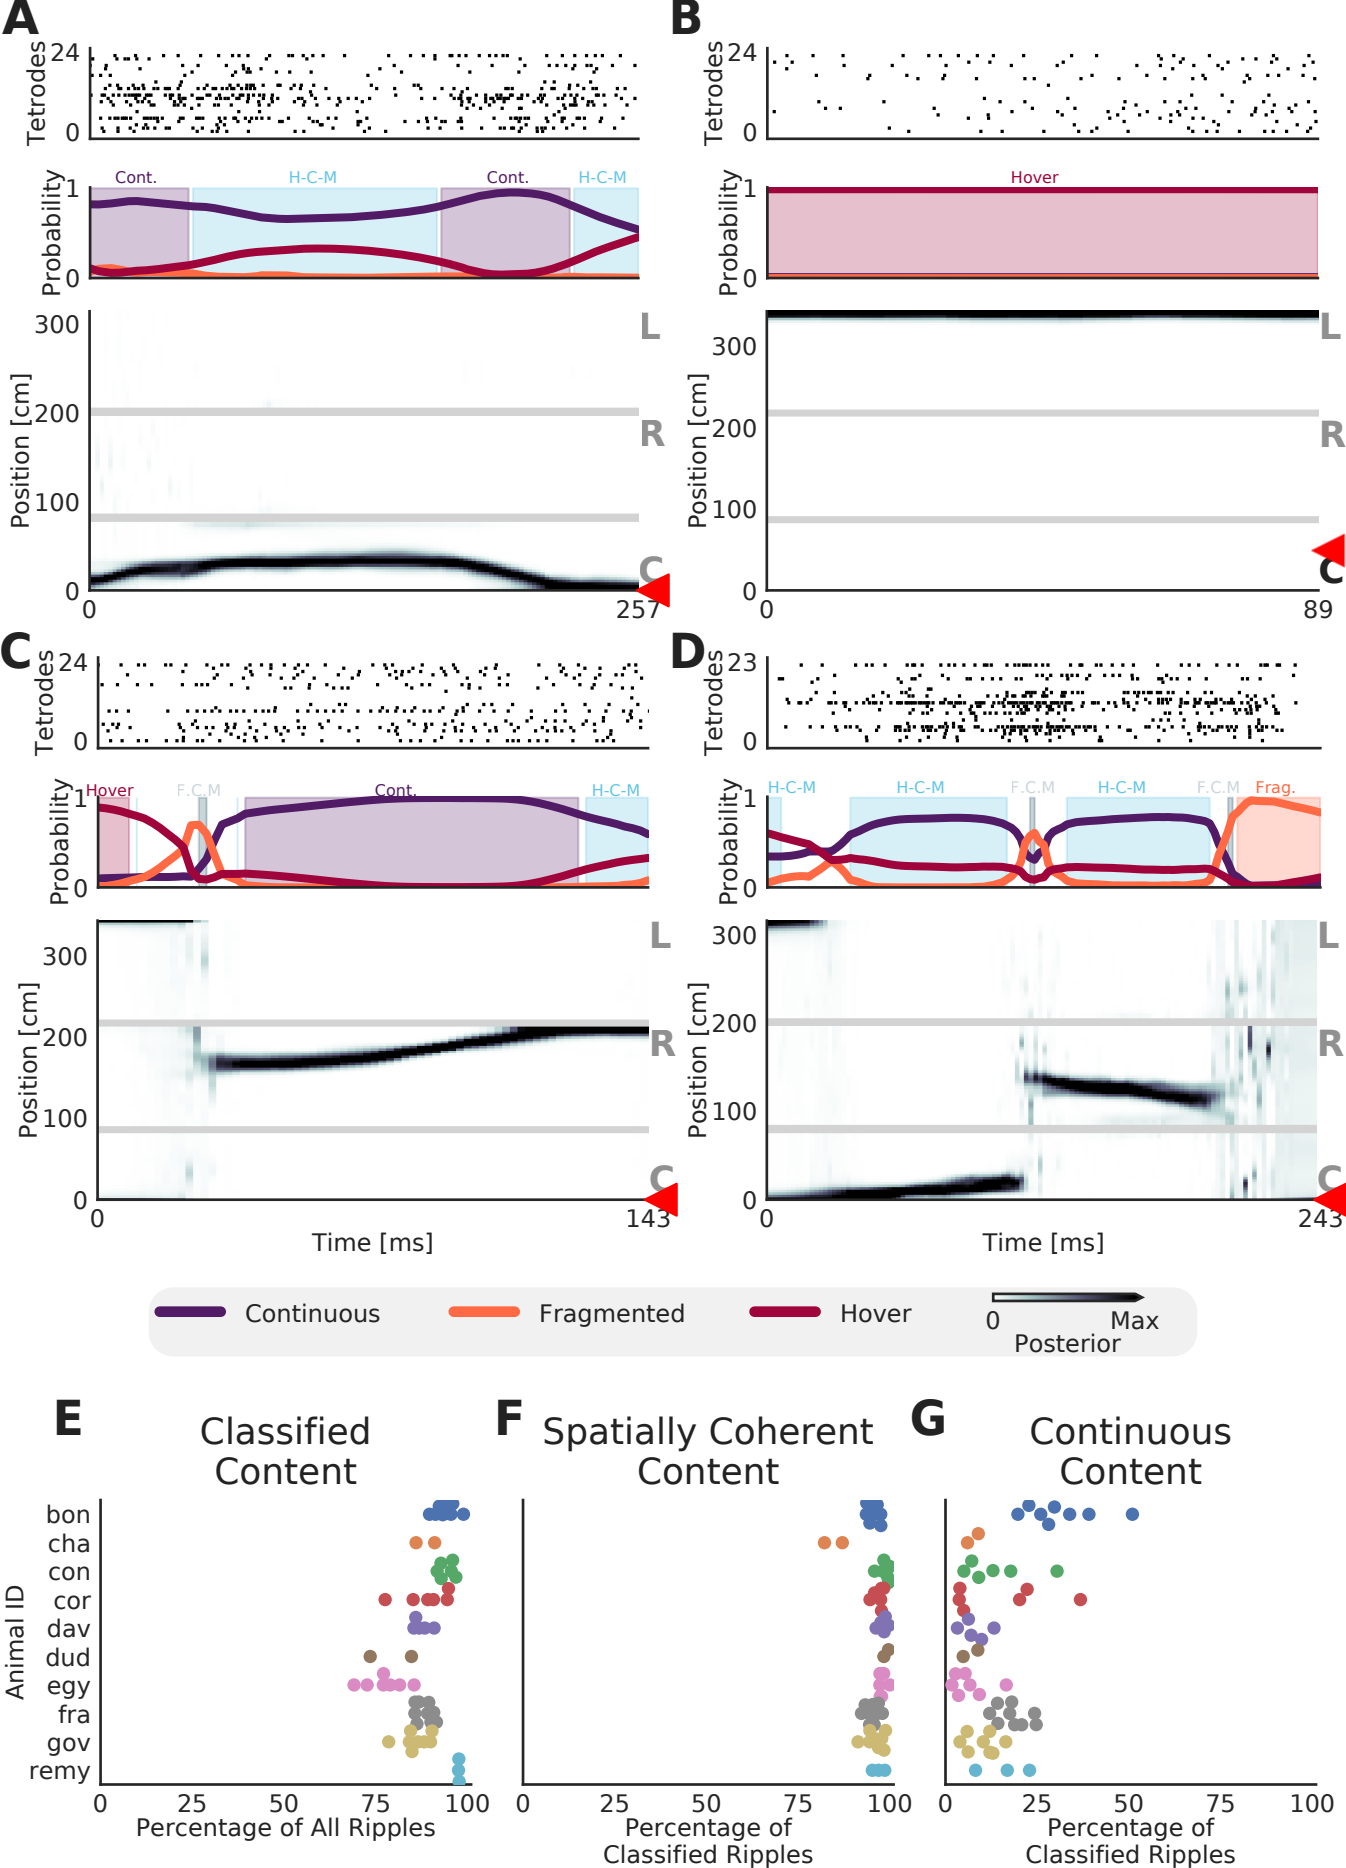 A
B
Tetrodes
24
0
Tetrodes
24
0
Cont.
H-C-M
Cont.
H-C-M
Hover
Probability
1
0
Probability
1
0
Position [cm]
300
200
100
0
L
R
C
0
257
Position [cm]
300
200
100
0
L
R
C
0
89
C
D
Tetrodes
24
0
Tetrodes
23
0
Hover
F.C.M
Cont.
H-C-M
H-C-M
H-C-M
F.C.M
H-C-M
F.C.M
Frag.
Probability
1
0
Probability
1
0
Position [cm]
300
200
100
0
L
R
C
0
143
Time [ms]
Position [cm]
300
200
100
0
L
R
C
0
243
Time [ms]
Continuous
Fragmented
Hover
0
Max
Posterior
E
Classified
Content
F
Spatially Coherent
Content
G
Continuous
Content
Animal ID
bon
cha
con
cor
dav
dud
egy
fra
gov
remy
0 25 50 75 100
Percentage of All Ripples
0 25 50 75 100
Percentage of
Classified Ripples
0 25 50 75 100
Percentage of
Classified Ripples